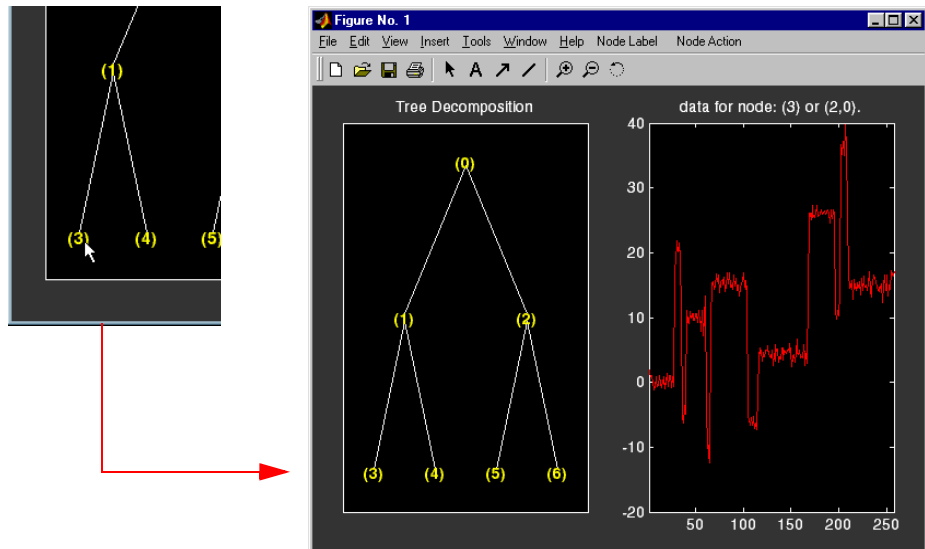 (1)
(3) (4) (5)
Figure No. 1
File Edit View Insert Tools Window Help Node Label Node Action
A
Tree Decomposition
(0)
(1) (2)
(3) (4) (5) (6)
data for node: (3) or (2,0).
40
30
20
10
0
-10
-20
50 100 150 200 250